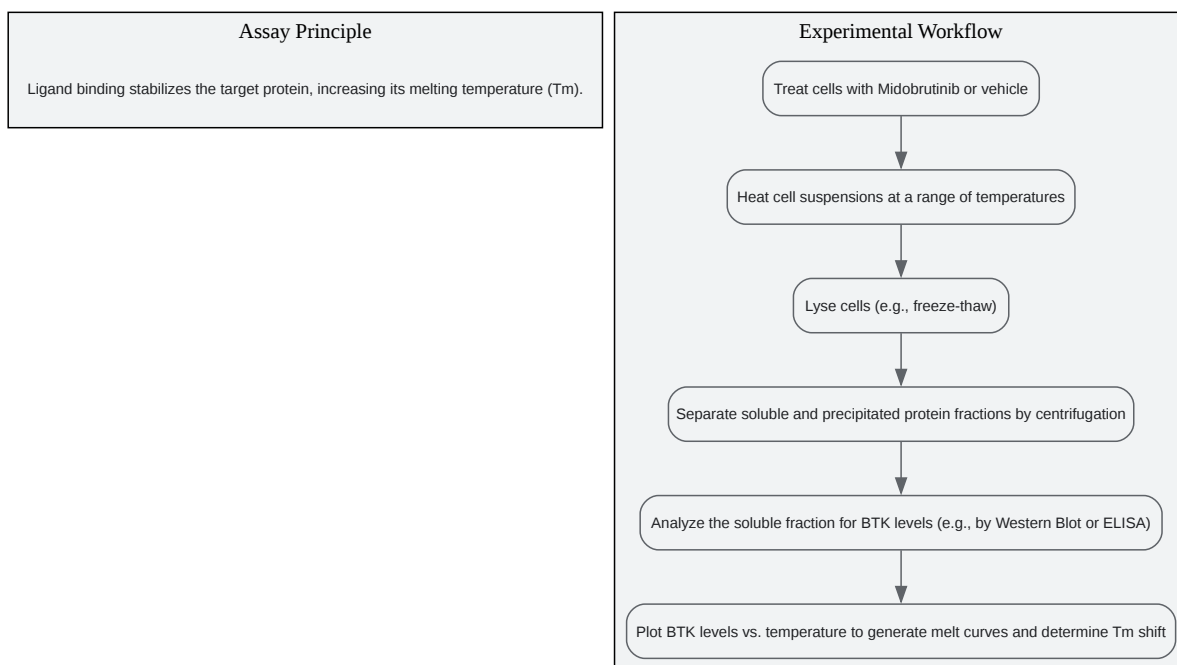 Assay Principle
Ligand binding stabilizes the target protein, increasing its melting temperature (Tm).
Experimental Workflow
Treat cells with Midobrutinib or vehicle
Heat cell suspensions at a range of temperatures
Lyse cells (e.g., freeze-thaw)
Separate soluble and precipitated protein fractions by centrifugation
Analyze the soluble fraction for BTK levels (e.g., by Western Blot or ELISA)
Plot BTK levels vs. temperature to generate melt curves and determine Tm shift